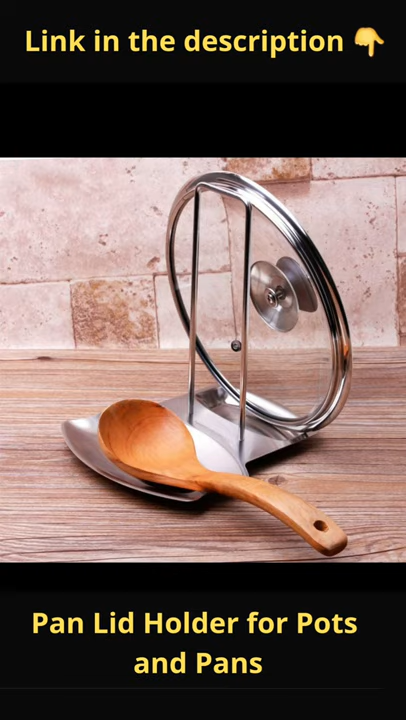 Link in the description 👇
Pan Lid Holder for Pots
and Pans